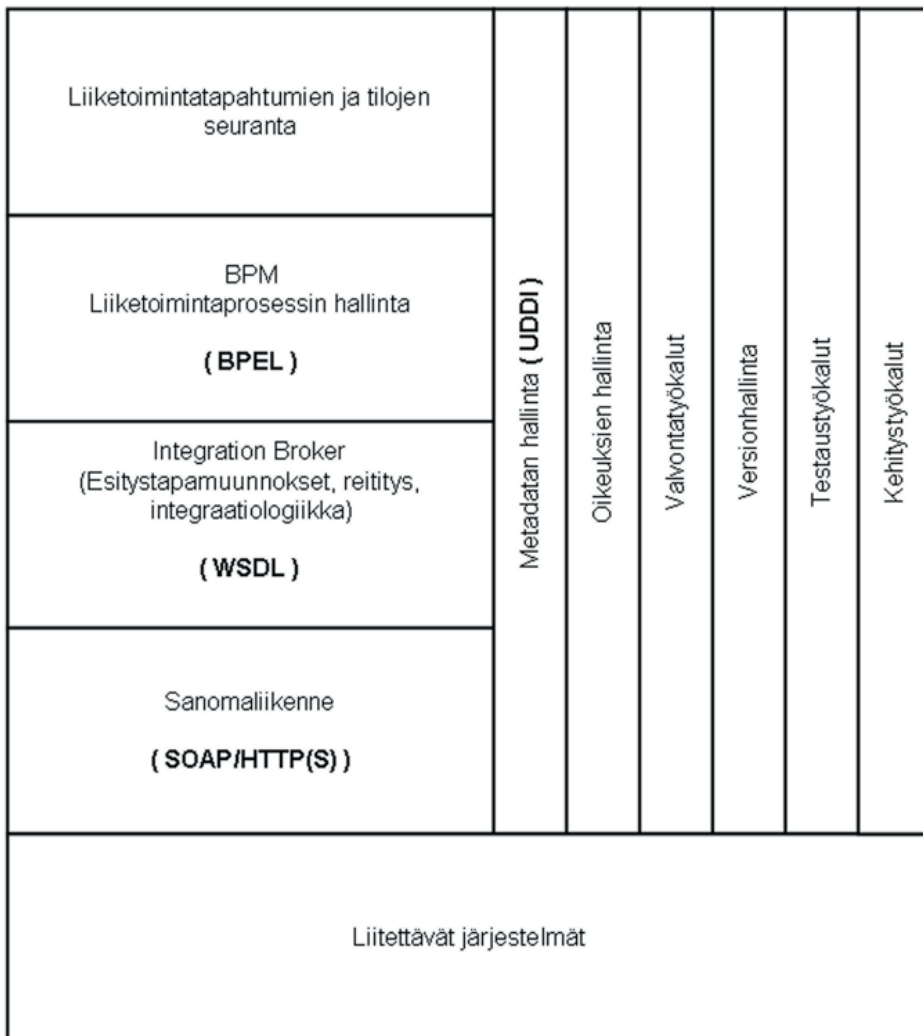 Liiketoimintatapahtumien ja tilojen
seuranta
BPM
Liiketoimintaprosessin hallinta
( BPEL )
Integration Broker
(Esitystapamuunnokset, reititys,
integraatiologiikka)
( WSDL )
Sanomaliikenne
( SOAP/HTTP(S) )
Metadatan hallinta ( UDDI )
Oikeuksien hallinta
Valvontatyökalut
Versionhallinta
Testaustyökalut
Kehitystyökalut
Liitettävät järjestelmät